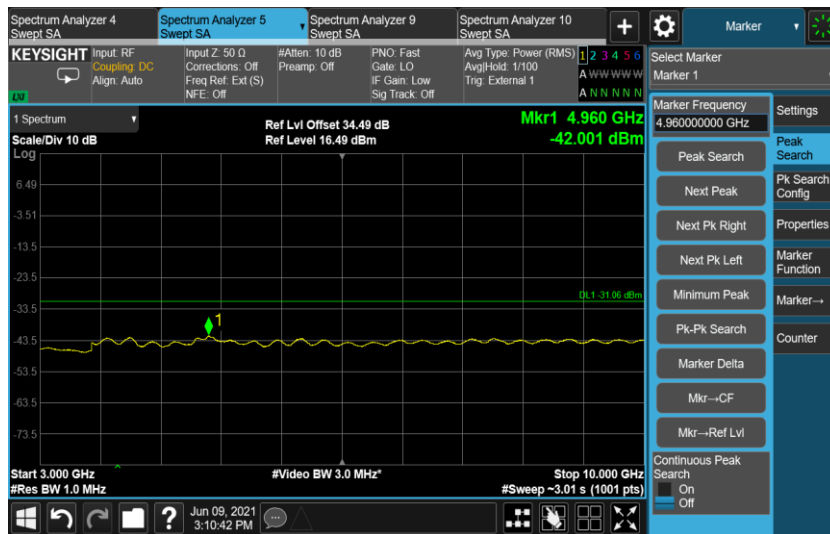 Spectrum Analyzer 4
Swept SA
Spectrum Analyzer 5
Swept SA
Spectrum Analyzer 9
Swept SA
Spectrum Analyzer 10
Swept SA
+
Marker
KEYSIGHT
Input: RF
Coupling: DC
Align: Auto
Input Z: 50 Ω
Corrections: Off
Freq Ref: Ext (S)
NFE: Off
#Atten: 10 dB
Preamp: Off
PNO: Fast
Gate: LO
IF Gain: Low
Sig Track: Off
Avg Type: Power (RMS)
Avg|Hold: 1/100
Trig: External 1
1 2 3 4 5 6
A W W W W W
A N N N N N
LXI
Select Marker
Marker 1
1 Spectrum
Scale/Div 10 dB
Log
Ref Lvl Offset 34.49 dB
Ref Level 16.49 dBm
Mkr1 4.960 GHz
-42.001 dBm
6.49
-3.51
-13.5
-23.5
-33.5
-43.5
-53.5
-63.5
-73.5
DL1 -31.06 dBm
1
Start 3.000 GHz
#Res BW 1.0 MHz
#Video BW 3.0 MHz*
Stop 10.000 GHz
#Sweep ~3.01 s (1001 pts)
Marker Frequency
4.960000000 GHz
Peak Search
Next Peak
Next Pk Right
Next Pk Left
Minimum Peak
Pk-Pk Search
Marker Delta
Mkr→CF
Mkr→Ref Lvl
Continuous Peak
Search
On
Off
Settings
Peak
Search
Pk Search
Config
Properties
Marker
Function
Marker→
Counter
?
Jun 09, 2021
3:10:42 PM